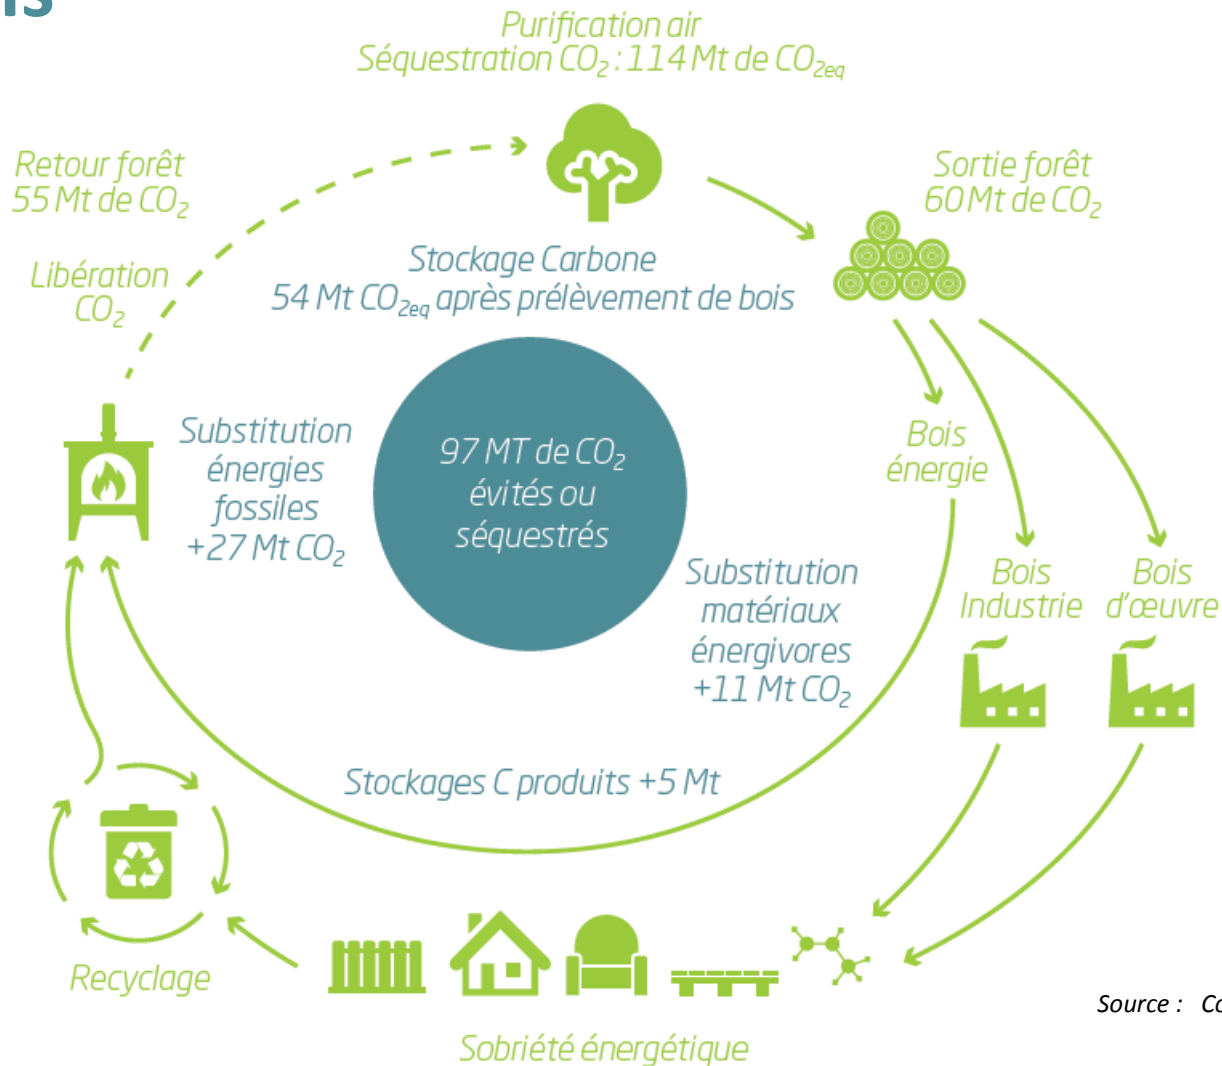 Purification air
Séquestration CO₂ : 114 Mt de CO₂eq
Retour forêt
55 Mt de CO₂
Sortie forêt
60 Mt de CO₂
Libération
CO₂
Stockage Carbone
54 Mt CO₂eq après prélèvement de bois
Substitution
énergies
fossiles
+27 Mt CO₂
97 MT de CO₂
évités ou
séquestrés
Bois
énergie
Substitution
matériaux
énergivores
+11 Mt CO₂
Bois
Industrie
Bois
d'œuvre
Stockages C produits +5 Mt
Recyclage
Sobriété énergétique
Source :